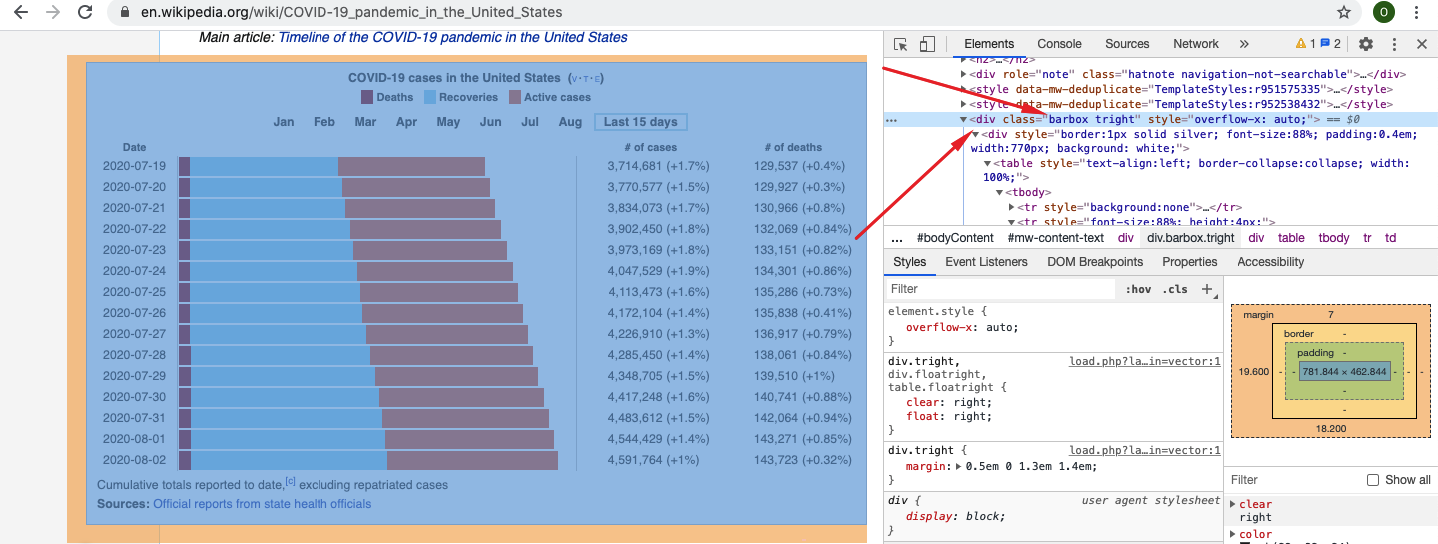 en.wikipedia.org/wiki/COVID-19_pandemic_in_the_United_States
O
Main article: Timeline of the COVID-19 pandemic in the United States
COVID-19 cases in the United States (V·T·E)
Deaths Recoveries Active cases
Jan Feb Mar Apr May Jun Jul Aug Last 15 days
Date # of cases # of deaths
2020-07-19 3,714,681 (+1.7%) 129,537 (+0.4%)
2020-07-20 3,770,577 (+1.5%) 129,927 (+0.3%)
2020-07-21 3,834,073 (+1.7%) 130,966 (+0.8%)
2020-07-22 3,902,450 (+1.8%) 132,069 (+0.84%)
2020-07-23 3,973,169 (+1.8%) 133,151 (+0.82%)
2020-07-24 4,047,529 (+1.9%) 134,301 (+0.86%)
2020-07-25 4,113,473 (+1.6%) 135,286 (+0.73%)
2020-07-26 4,172,104 (+1.4%) 135,838 (+0.41%)
2020-07-27 4,226,910 (+1.3%) 136,917 (+0.79%)
2020-07-28 4,285,450 (+1.4%) 138,061 (+0.84%)
2020-07-29 4,348,705 (+1.5%) 139,510 (+1%)
2020-07-30 4,417,248 (+1.6%) 140,741 (+0.88%)
2020-07-31 4,483,612 (+1.5%) 142,064 (+0.94%)
2020-08-01 4,544,429 (+1.4%) 143,271 (+0.85%)
2020-08-02 4,591,764 (+1%) 143,723 (+0.32%)
Cumulative totals reported to date,[c] excluding repatriated cases
Sources: Official reports from state health officials
Elements Console Sources Network » 1 2
<h2>…</h2>
<div role="note" class="hatnote navigation-not-searchable">…</div>
<style data-mw-deduplicate="TemplateStyles:r951575335">…</style>
<style data-mw-deduplicate="TemplateStyles:r952538432">…</style>
<div class="barbox tright" style="overflow-x: auto;"> == $0
<div style="border:1px solid silver; font-size:88%; padding:0.4em;
width:770px; background: white;">
<table style="text-align:left; border-collapse:collapse; width:
100%;">
<tbody>
<tr style="background:none">…</tr>
<tr style="font-size:88%; height:4px;">
... #bodyContent #mw-content-text div div.barbox.tright div table tbody tr td
Styles Event Listeners DOM Breakpoints Properties Accessibility
Filter :hov .cls +
element.style {
overflow-x: auto;
}
div.tright, load.php?la…in=vector:1
div.floatright,
table.floatright {
clear: right;
float: right;
}
div.tright { load.php?la…in=vector:1
margin: 0.5em 0 1.3em 1.4em;
}
div { user agent stylesheet
display: block;
}
margin 7
border -
padding -
19.600 - - 781.844 × 462.844 - - -
-
-
18.200
Filter Show all
clear
right
color